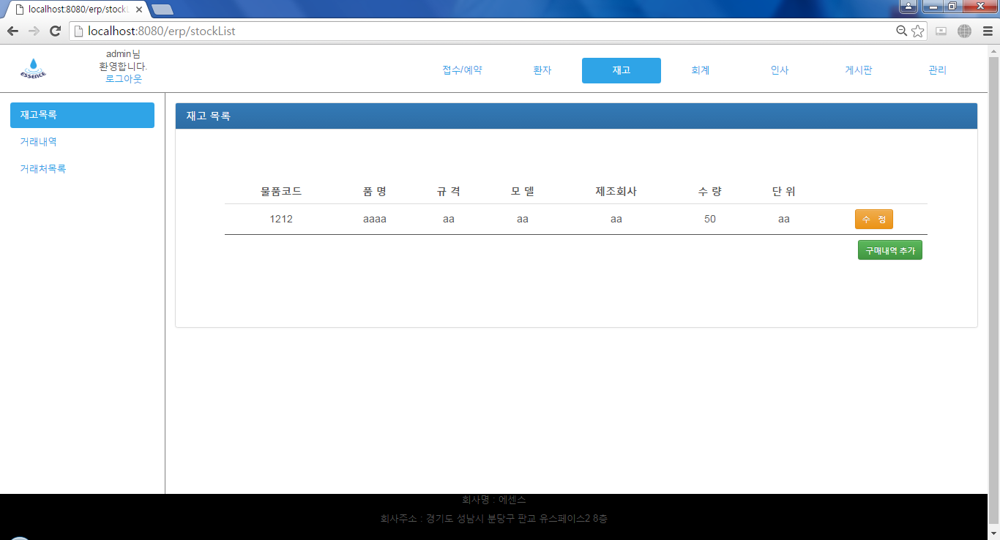 localhost:8080/erp/stockL
localhost:8080/erp/stockList
essence
admin님
환영합니다.
로그아웃
접수/예약 환자 재고 회계 인사 게시판 관리
재고목록
거래내역
거래처목록
재고 목록
물품코드 품 명 규 격 모 델 제조회사 수 량 단 위
1212 aaaa aa aa aa 50 aa 수 정
구매내역 추가
회사명 : 에센스
회사주소 : 경기도 성남시 분당구 판교 유스페이스2 8층